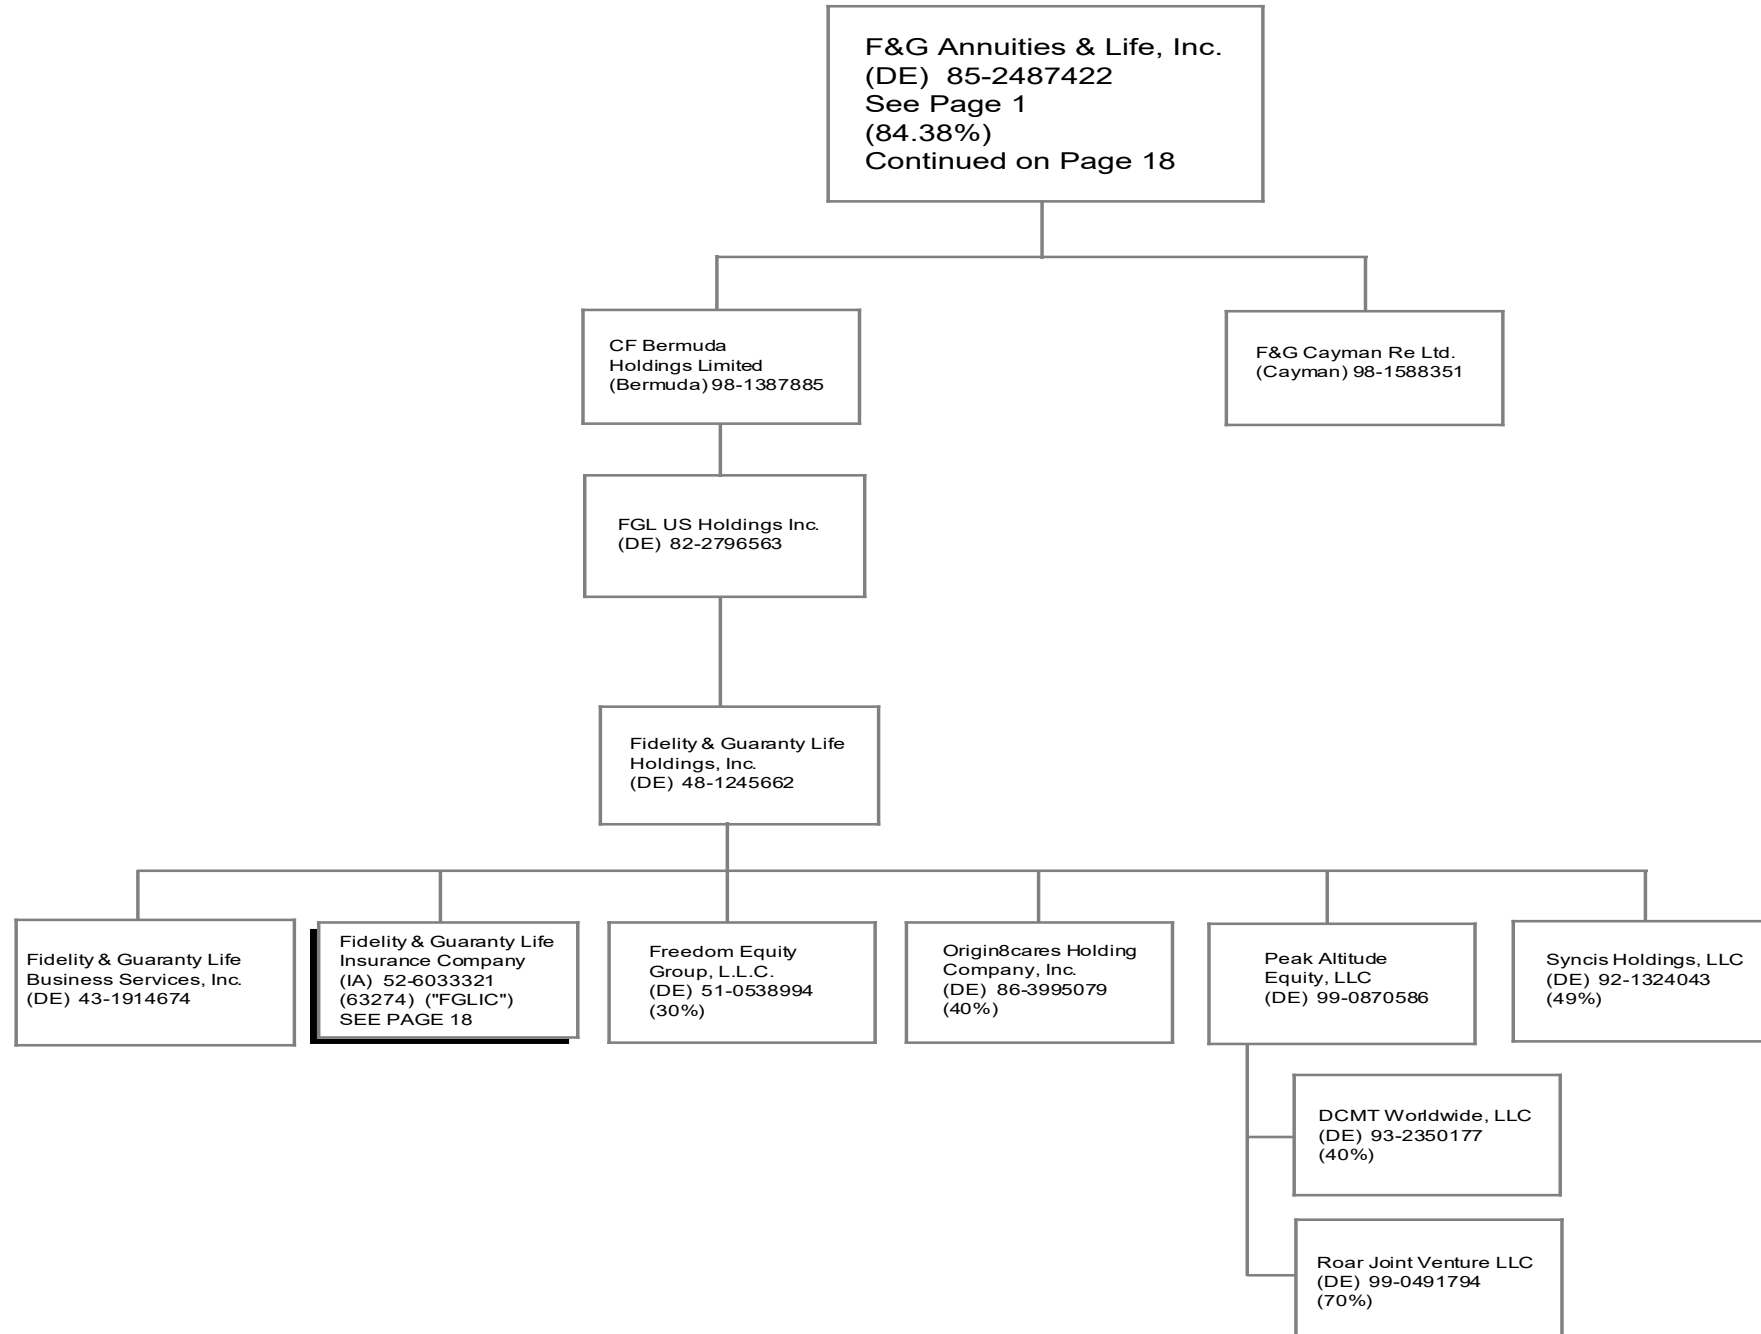 F&G Annuities & Life, Inc.
(DE) 85-2487422
See Page 1
(84.38%)
Continued on Page 18
CF Bermuda
Holdings Limited
(Bermuda) 98-1387885
F&G Cayman Re Ltd.
(Cayman) 98-1588351
FGL US Holdings Inc.
(DE) 82-2796563
Fidelity & Guaranty Life
Holdings, Inc.
(DE) 48-1245662
Fidelity & Guaranty Life
Business Services, Inc.
(DE) 43-1914674
Fidelity & Guaranty Life
Insurance Company
(IA) 52-6033321
(63274) ("FGLIC")
SEE PAGE 18
Freedom Equity
Group, L.L.C.
(DE) 51-0538994
(30%)
Origin8cares Holding
Company, Inc.
(DE) 86-3995079
(40%)
Peak Altitude
Equity, LLC
(DE) 99-0870586
Syncis Holdings, LLC
(DE) 92-1324043
(49%)
DCMT Worldwide, LLC
(DE) 93-2350177
(40%)
Roar Joint Venture LLC
(DE) 99-0491794
(70%)